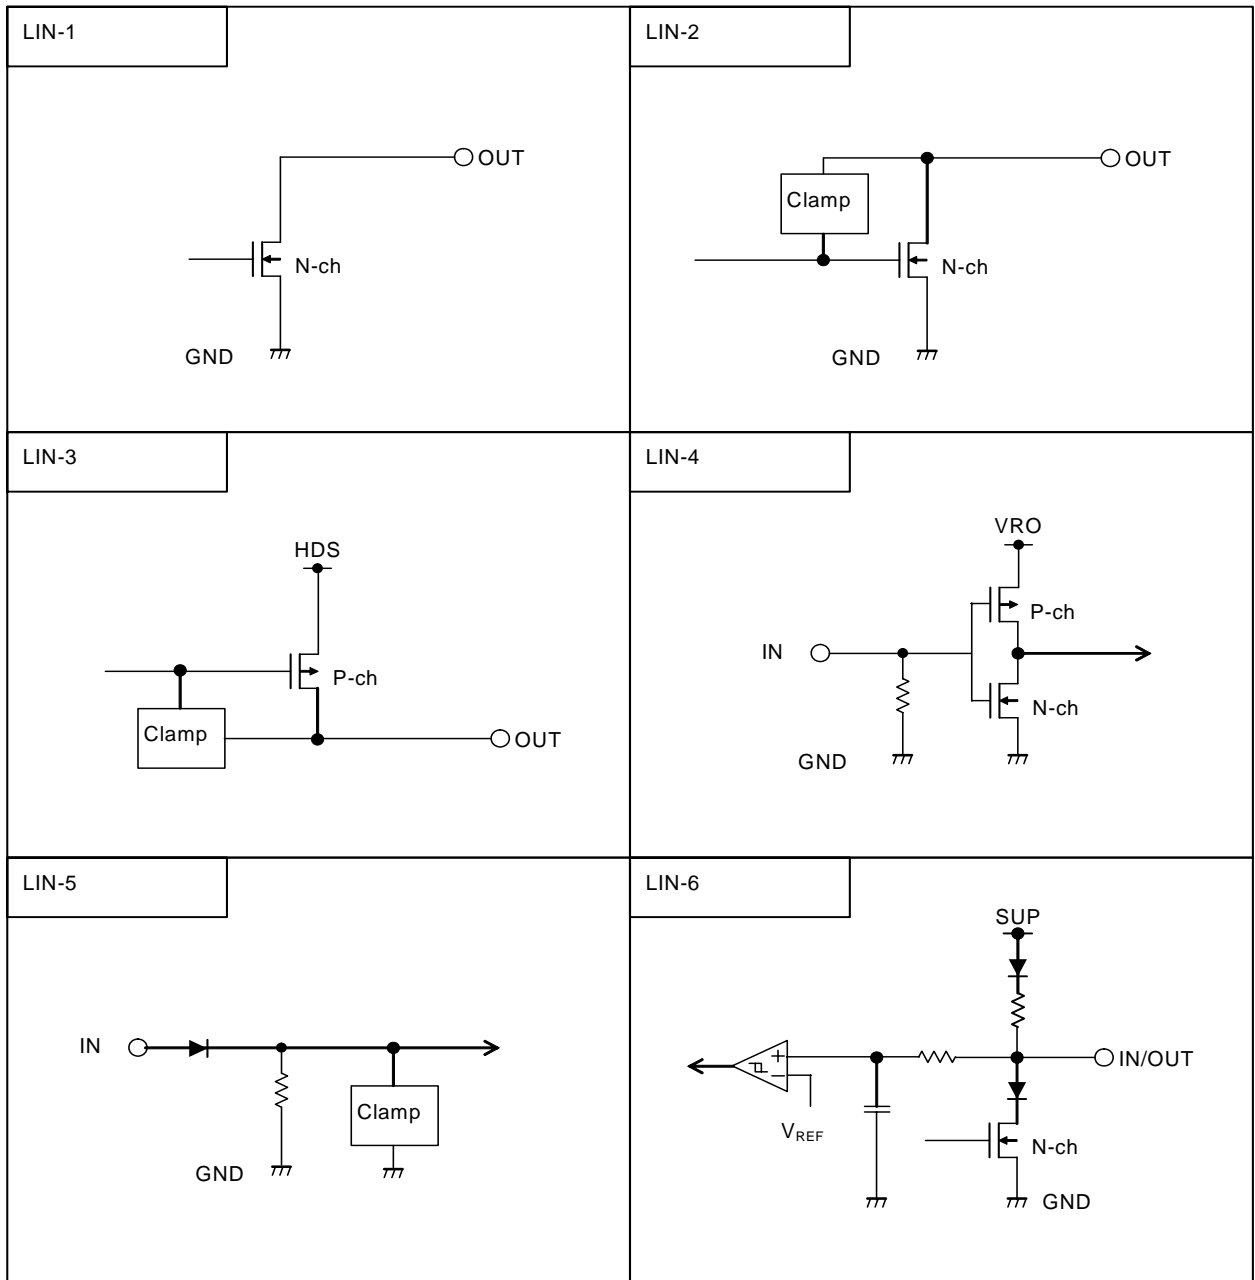 LIN-1
OUT
N-ch
GND
LIN-2
OUT
Clamp
N-ch
GND
LIN-3
HDS
P-ch
Clamp
OUT
LIN-4
VRO
P-ch
IN
N-ch
GND
LIN-5
IN
Clamp
GND
LIN-6
SUP
+
IN/OUT
−
VREF
N-ch
GND